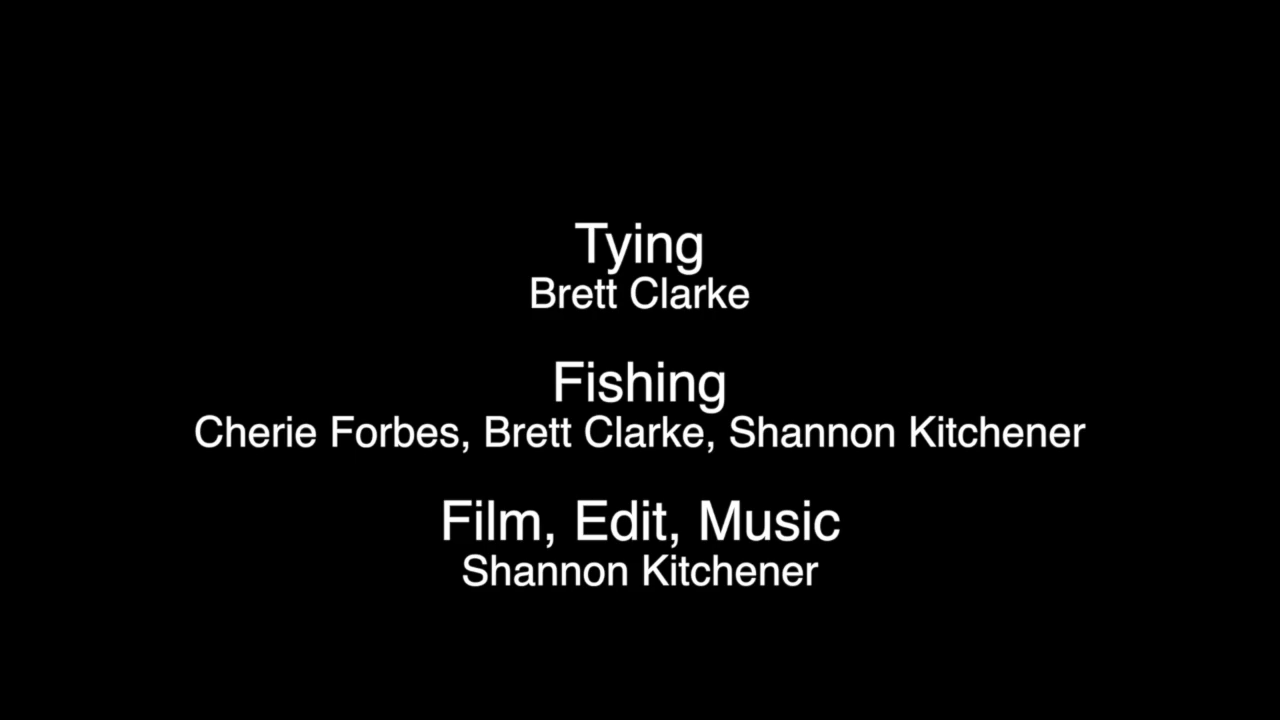 Tying
Brett Clarke
Fishing
Cherie Forbes, Brett Clarke, Shannon Kitchener
Film, Edit, Music
Shannon Kitchener